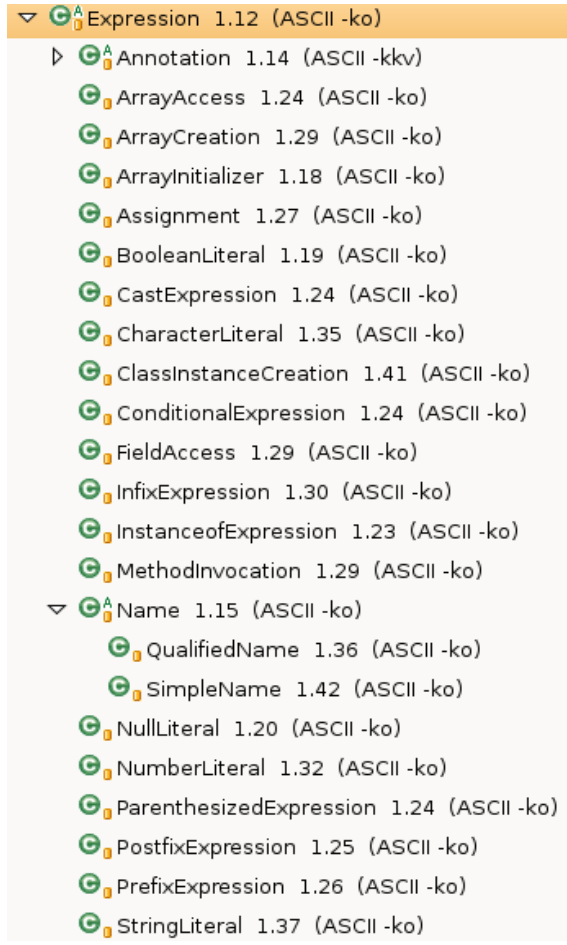 Expression 1.12 (ASCII -ko)
Annotation 1.14 (ASCII -kkv)
ArrayAccess 1.24 (ASCII -ko)
ArrayCreation 1.29 (ASCII -ko)
ArrayInitializer 1.18 (ASCII -ko)
Assignment 1.27 (ASCII -ko)
BooleanLiteral 1.19 (ASCII -ko)
CastExpression 1.24 (ASCII -ko)
CharacterLiteral 1.35 (ASCII -ko)
ClassInstanceCreation 1.41 (ASCII -ko)
ConditionalExpression 1.24 (ASCII -ko)
FieldAccess 1.29 (ASCII -ko)
InfixExpression 1.30 (ASCII -ko)
InstanceofExpression 1.23 (ASCII -ko)
MethodInvocation 1.29 (ASCII -ko)
Name 1.15 (ASCII -ko)
QualifiedName 1.36 (ASCII -ko)
SimpleName 1.42 (ASCII -ko)
NullLiteral 1.20 (ASCII -ko)
NumberLiteral 1.32 (ASCII -ko)
ParenthesizedExpression 1.24 (ASCII -ko)
PostfixExpression 1.25 (ASCII -ko)
PrefixExpression 1.26 (ASCII -ko)
StringLiteral 1.37 (ASCII -ko)